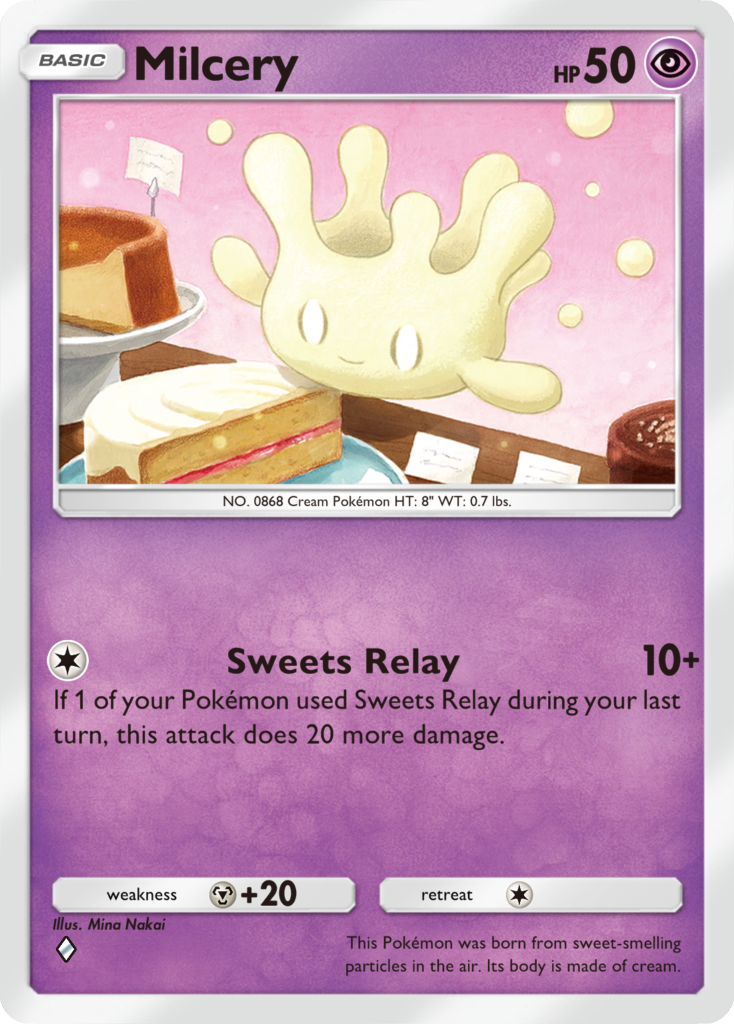 BASIC Milcery HP 50
NO. 0868 Cream Pokémon HT: 8" WT: 0.7 lbs.
Sweets Relay 10+
If 1 of your Pokémon used Sweets Relay during your last
turn, this attack does 20 more damage.
weakness +20 retreat
Illus. Mina Nakai
This Pokémon was born from sweet-smelling
particles in the air. Its body is made of cream.